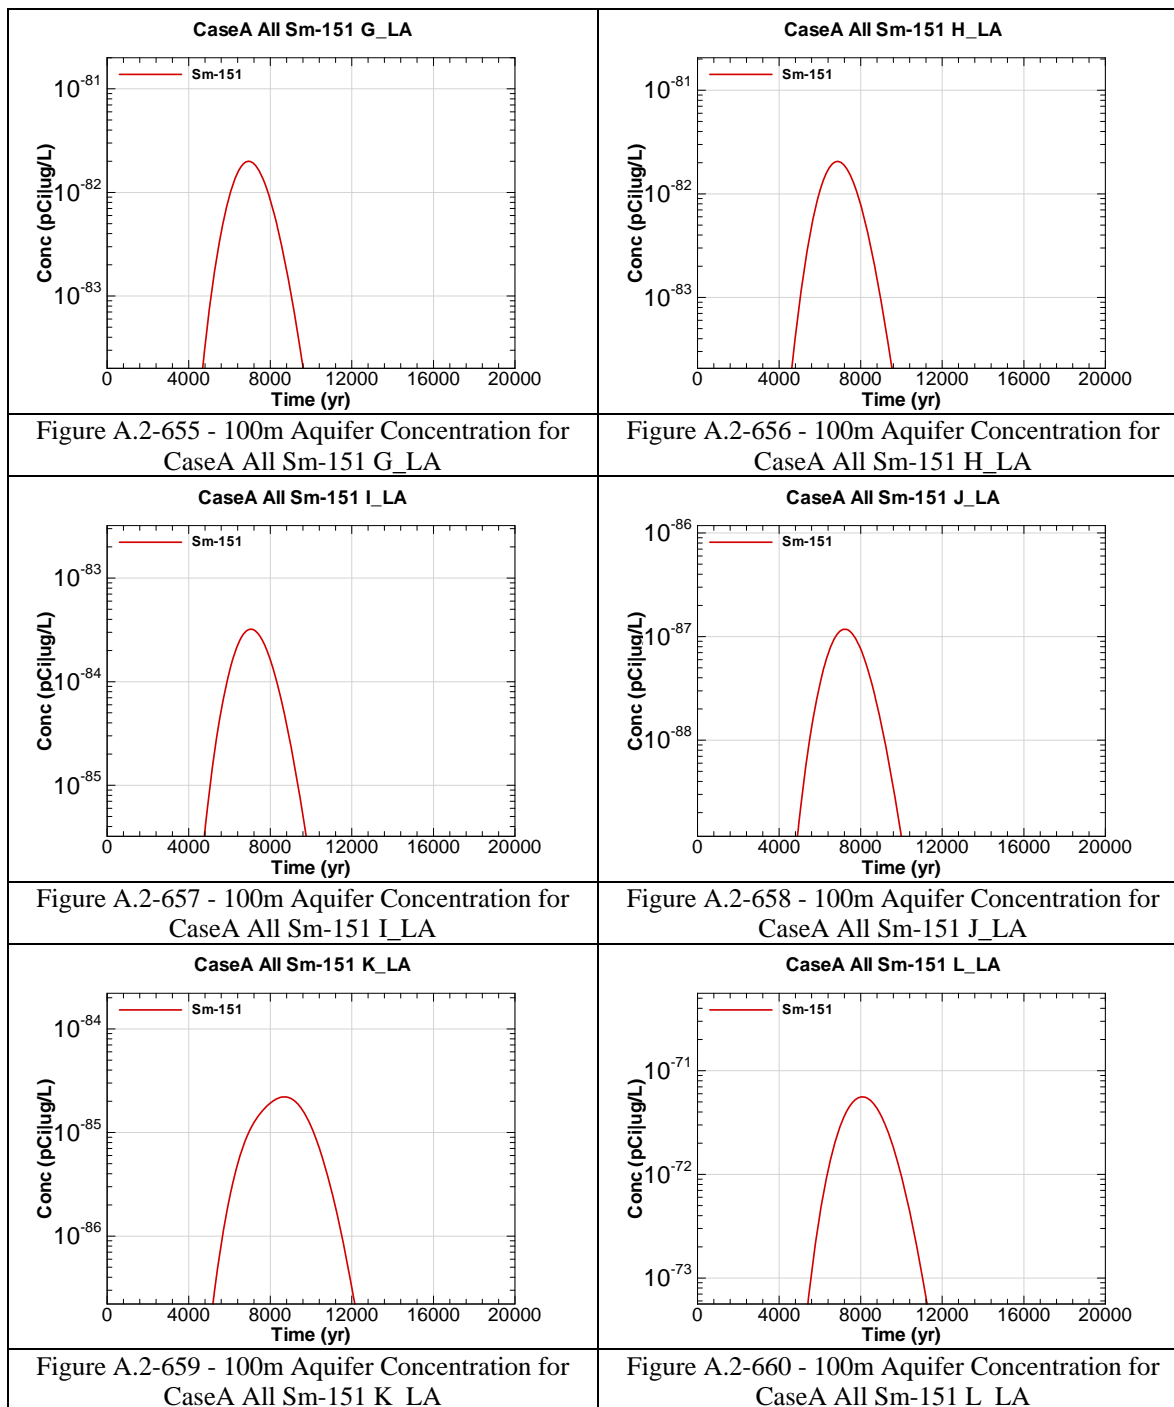 CaseA All Sm-151 G_LA
Sm-151
10-81
10-82
10-83
Conc (pCi|ug/L)
0 4000 8000 12000 16000 20000
Time (yr)
Figure A.2-655 - 100m Aquifer Concentration for
CaseA All Sm-151 G_LA
CaseA All Sm-151 H_LA
Sm-151
10-81
10-82
10-83
Conc (pCi|ug/L)
0 4000 8000 12000 16000 20000
Time (yr)
Figure A.2-656 - 100m Aquifer Concentration for
CaseA All Sm-151 H_LA
CaseA All Sm-151 I_LA
Sm-151
10-83
10-84
10-85
Conc (pCi|ug/L)
0 4000 8000 12000 16000 20000
Time (yr)
Figure A.2-657 - 100m Aquifer Concentration for
CaseA All Sm-151 I_LA
CaseA All Sm-151 J_LA
Sm-151
10-86
10-87
10-88
Conc (pCi|ug/L)
0 4000 8000 12000 16000 20000
Time (yr)
Figure A.2-658 - 100m Aquifer Concentration for
CaseA All Sm-151 J_LA
CaseA All Sm-151 K_LA
Sm-151
10-84
10-85
10-86
Conc (pCi|ug/L)
0 4000 8000 12000 16000 20000
Time (yr)
Figure A.2-659 - 100m Aquifer Concentration for
CaseA All Sm-151 K_LA
CaseA All Sm-151 L_LA
Sm-151
10-71
10-72
10-73
Conc (pCi|ug/L)
0 4000 8000 12000 16000 20000
Time (yr)
Figure A.2-660 - 100m Aquifer Concentration for
CaseA All Sm-151 L_LA